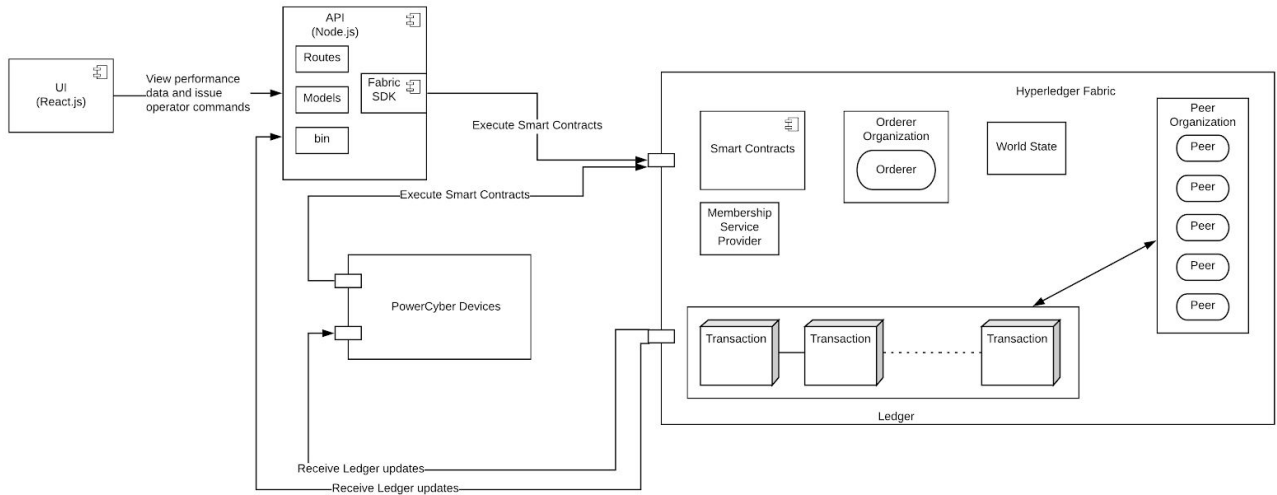 UI
(React.js)
View performance
data and issue
operator commands
API
(Node.js)
Routes
Models
bin
Fabric
SDK
Execute Smart Contracts
Execute Smart Contracts
PowerCyber Devices
Receive Ledger updates
Receive Ledger updates
Hyperledger Fabric
Smart Contracts
Membership
Service
Provider
Orderer
Organization
Orderer
World State
Peer
Organization
Peer
Peer
Peer
Peer
Peer
Transaction
Transaction
Transaction
Ledger